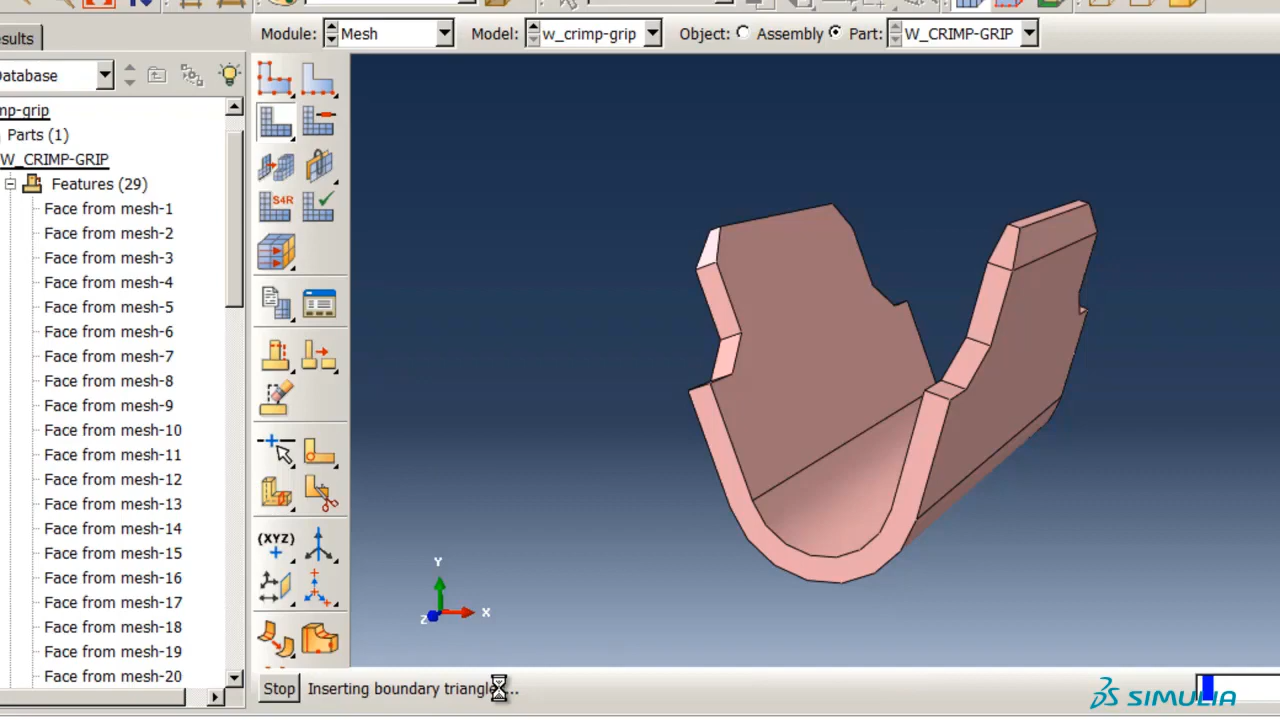 esults
Module: Mesh Model: w_crimp-grip Object: Assembly Part: W_CRIMP-GRIP
Database
mp-grip
Parts (1)
W_CRIMP-GRIP
Features (29)
Face from mesh-1
Face from mesh-2
Face from mesh-3
Face from mesh-4
Face from mesh-5
Face from mesh-6
Face from mesh-7
Face from mesh-8
Face from mesh-9
Face from mesh-10
Face from mesh-11
Face from mesh-12
Face from mesh-13
Face from mesh-14
Face from mesh-15
Face from mesh-16
Face from mesh-17
Face from mesh-18
Face from mesh-19
Face from mesh-20
S4R
(XYZ)
Y
X
Z
Stop Inserting boundary triangle...
SIMULIA